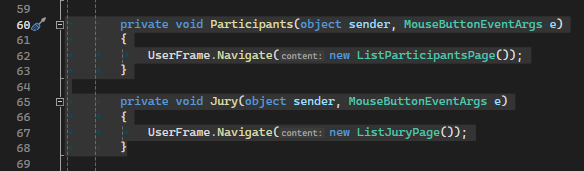 59
60 private void Participants(object sender, MouseButtonEventArgs e)
61 {
62 UserFrame.Navigate(content: new ListParticipantsPage());
63 }
64
65 private void Jury(object sender, MouseButtonEventArgs e)
66 {
67 UserFrame.Navigate(content: new ListJuryPage());
68 }
69